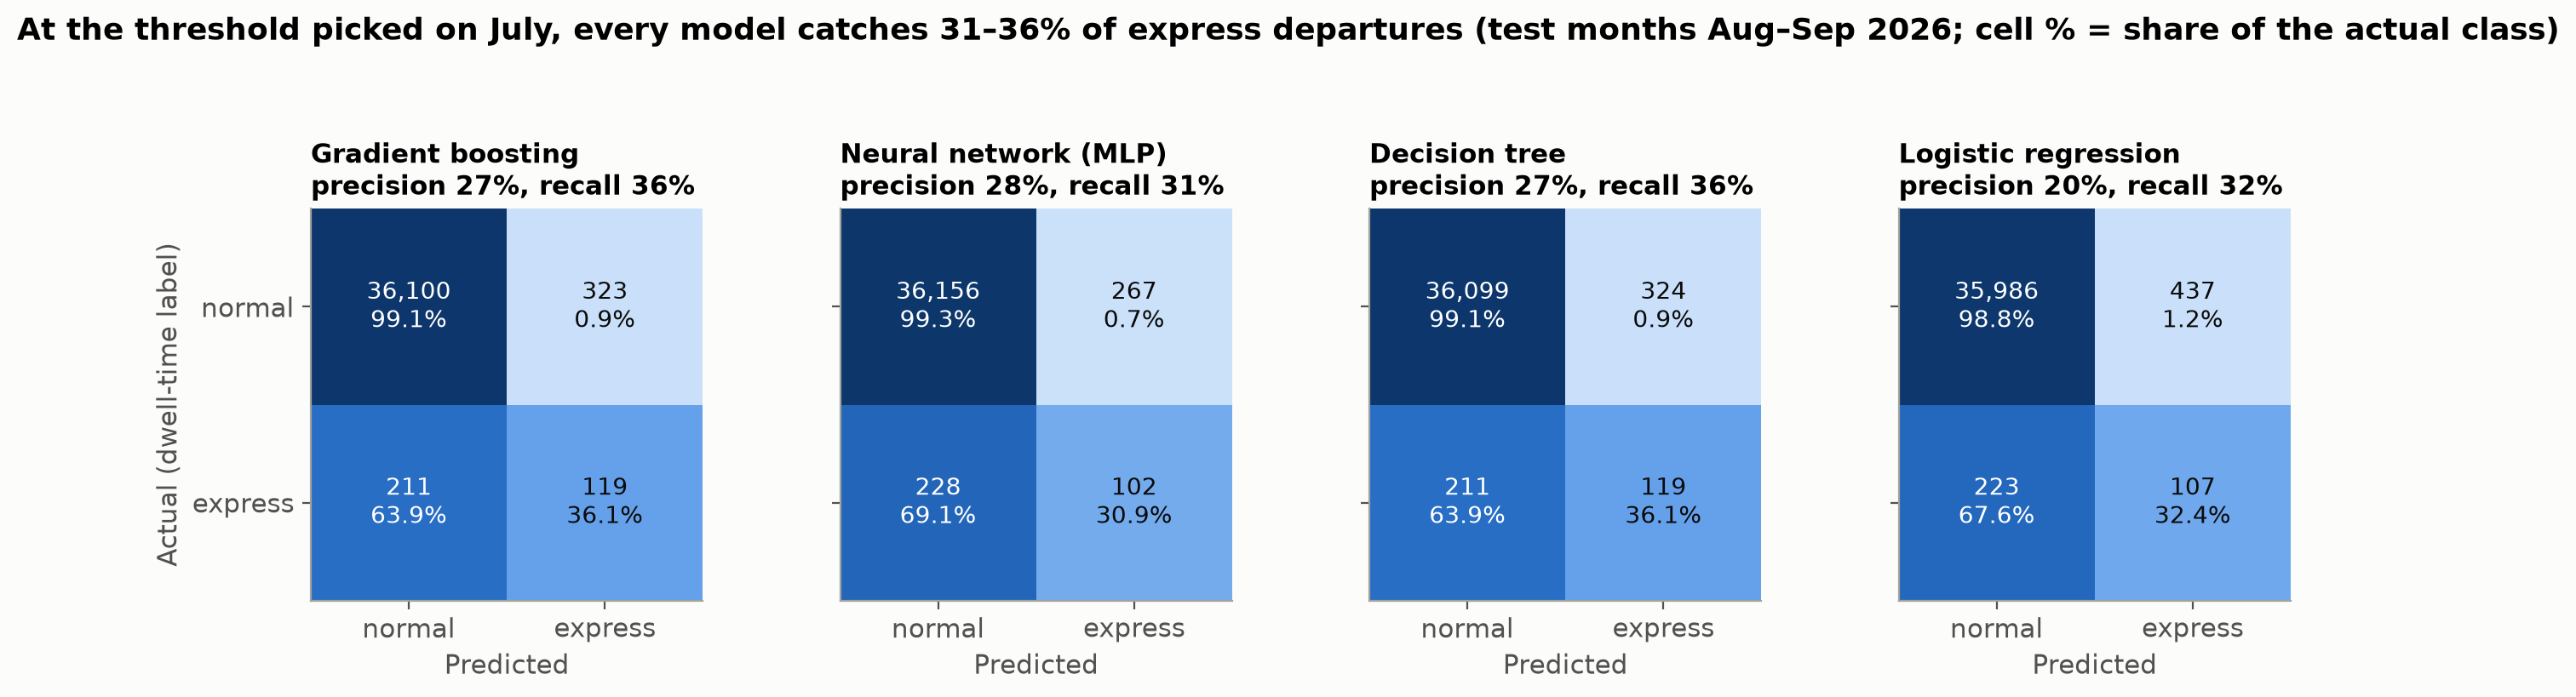 At the threshold picked on July, every model catches 31–36% of express departures (test months Aug–Sep 2026; cell % = share of the actual class)
Gradient boosting
precision 27%, recall 36%
Actual (dwell-time label)
normal
express
36,100
99.1%
323
0.9%
211
63.9%
119
36.1%
normal
express
Predicted
Neural network (MLP)
precision 28%, recall 31%
36,156
99.3%
267
0.7%
228
69.1%
102
30.9%
normal
express
Predicted
Decision tree
precision 27%, recall 36%
36,099
99.1%
324
0.9%
211
63.9%
119
36.1%
normal
express
Predicted
Logistic regression
precision 20%, recall 32%
35,986
98.8%
437
1.2%
223
67.6%
107
32.4%
normal
express
Predicted